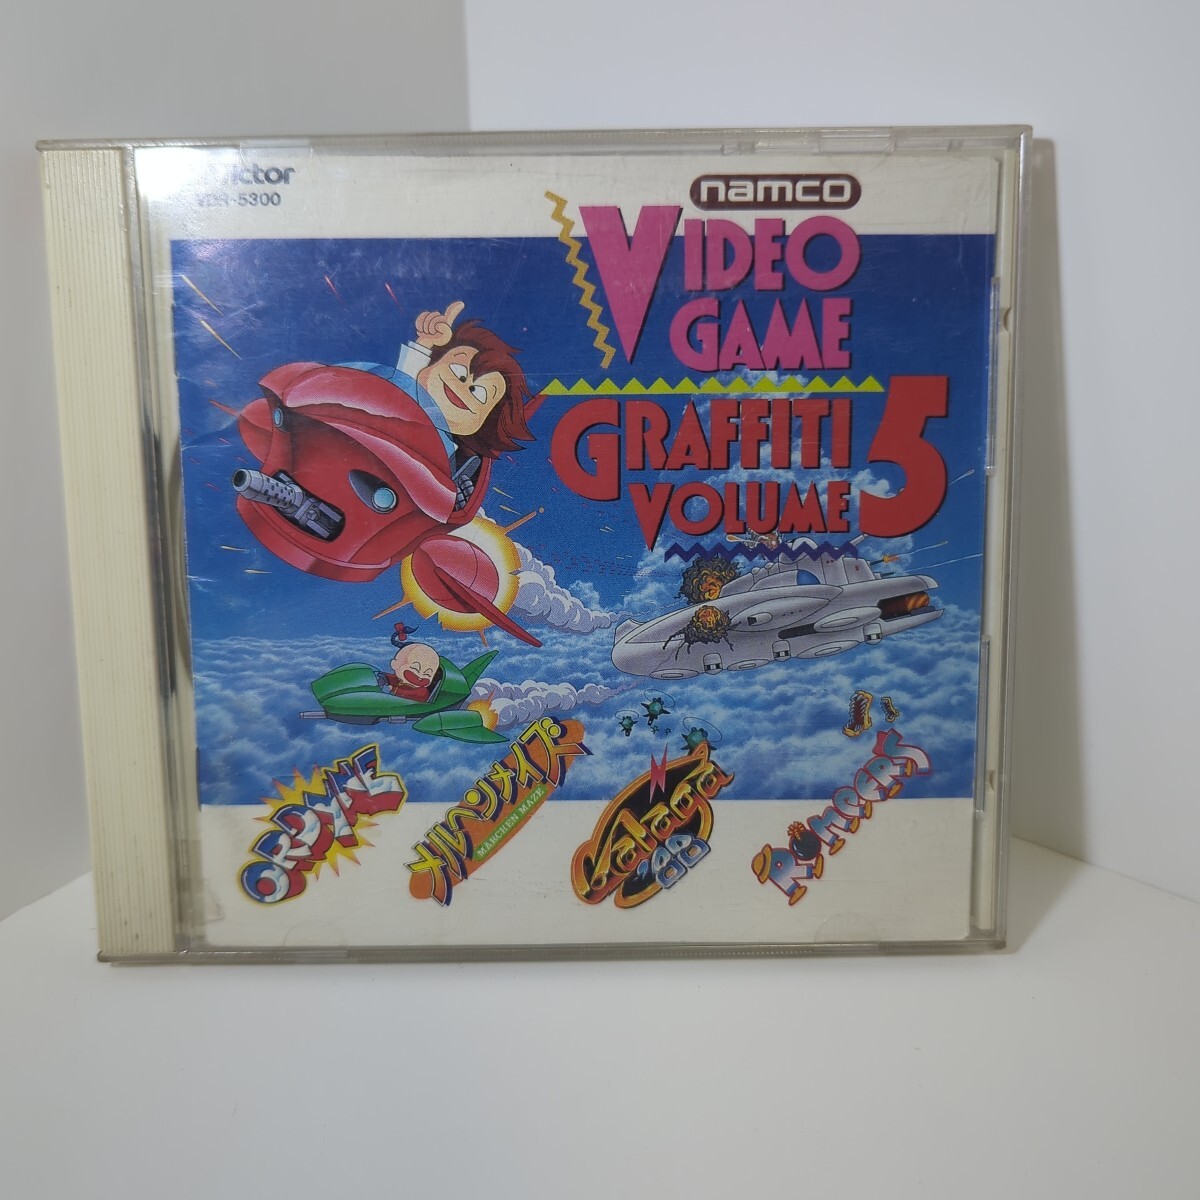 Victor
VDR-5300
namco
VIDEO
GAME
GRAFFITI
VOLUME 5
ORDYNE
メルヘンメイズ
MARCHEN MAZE
Galaga
'88
ROMPERS